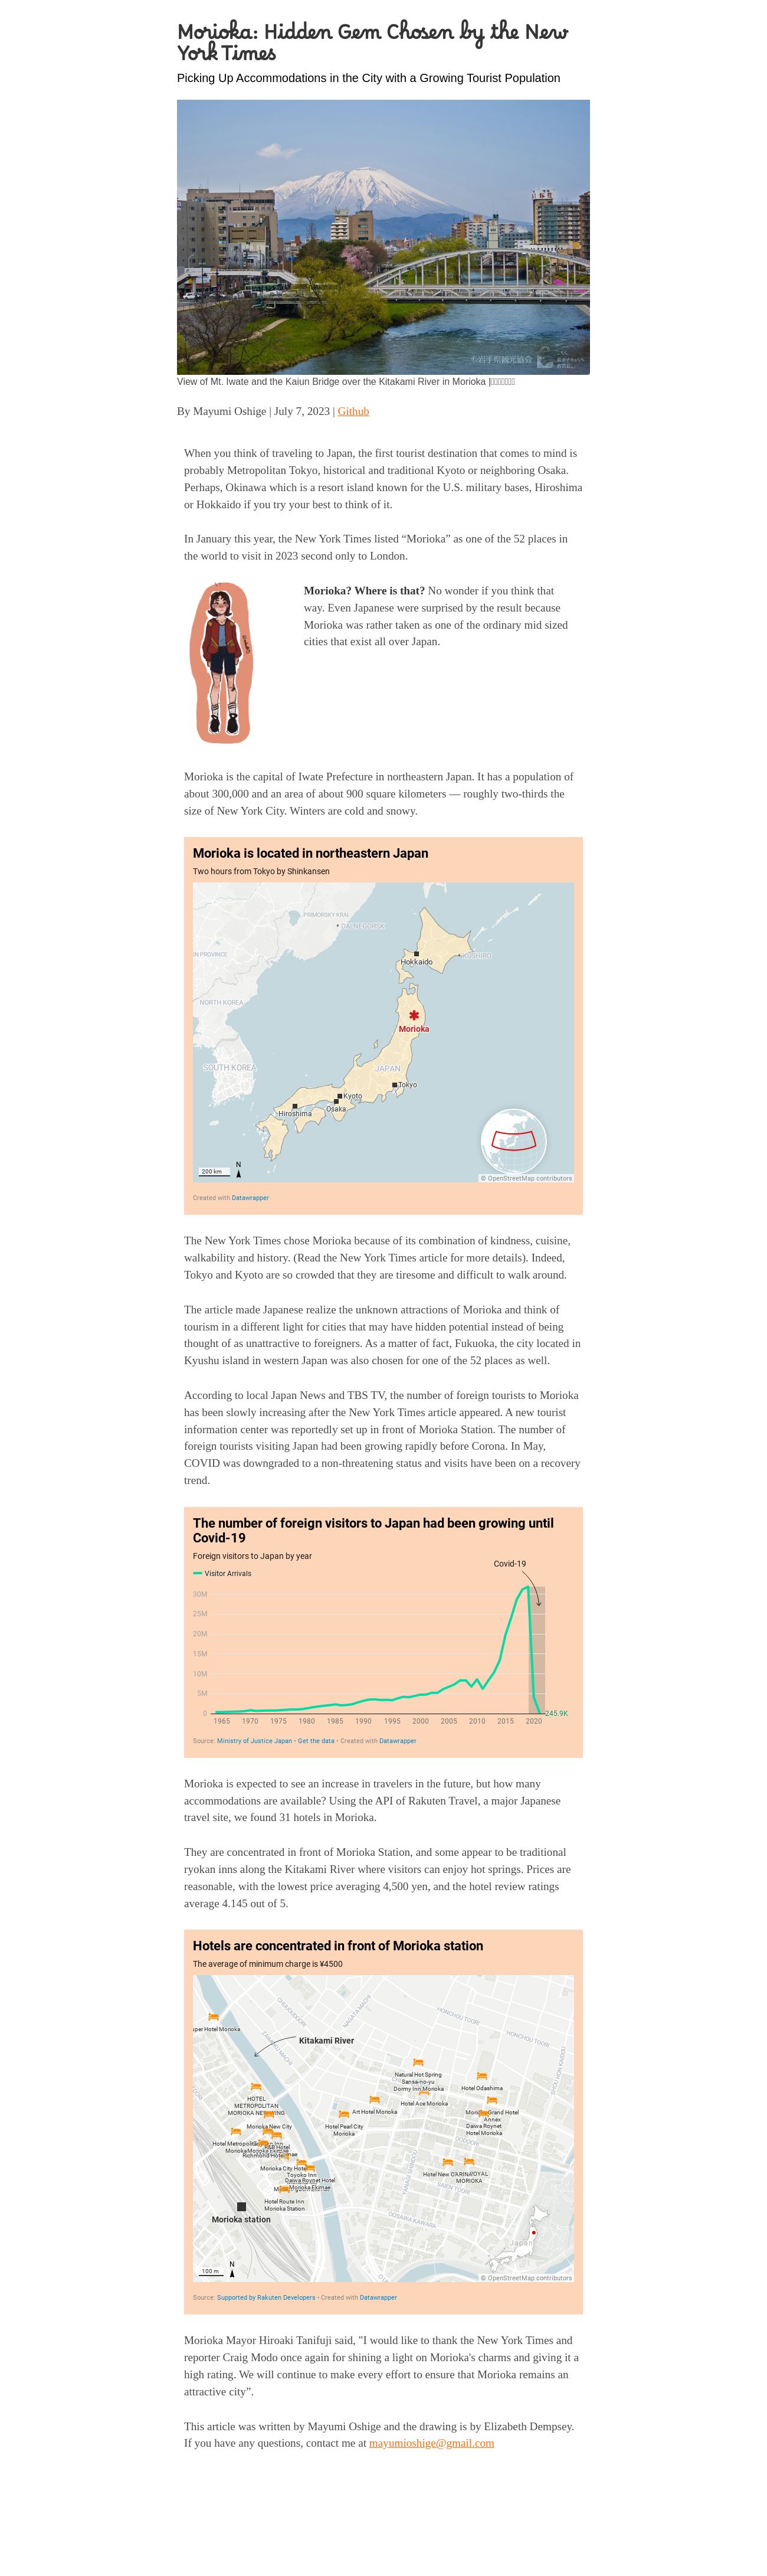 Morioka: Hidden Gem Chosen by the New
York Times
Picking Up Accommodations in the City with a Growing Tourist Population
View of Mt. Iwate and the Kaiun Bridge over the Kitakami River in Morioka |
By Mayumi Oshige | July 7, 2023 | Github
When you think of traveling to Japan, the first tourist destination that comes to mind is
probably Metropolitan Tokyo, historical and traditional Kyoto or neighboring Osaka.
Perhaps, Okinawa which is a resort island known for the U.S. military bases, Hiroshima
or Hokkaido if you try your best to think of it.
In January this year, the New York Times listed “Morioka” as one of the 52 places in
the world to visit in 2023 second only to London.
Morioka? Where is that? No wonder if you think that
way. Even Japanese were surprised by the result because
Morioka was rather taken as one of the ordinary mid sized
cities that exist all over Japan.
Morioka is the capital of Iwate Prefecture in northeastern Japan. It has a population of
about 300,000 and an area of about 900 square kilometers — roughly two-thirds the
size of New York City. Winters are cold and snowy.
Morioka is located in northeastern Japan
Two hours from Tokyo by Shinkansen
PRIMORSKY KRAI
DALNEGORSK
IN PROVINCE
KUSHIRO
Hokkaido
NORTH KOREA
Morioka
SOUTH KOREA
JAPAN
Tokyo
Kyoto
Osaka
Hiroshima
200 km
N
© OpenStreetMap contributors
Created with Datawrapper
The New York Times chose Morioka because of its combination of kindness, cuisine,
walkability and history. (Read the New York Times article for more details). Indeed,
Tokyo and Kyoto are so crowded that they are tiresome and difficult to walk around.
The article made Japanese realize the unknown attractions of Morioka and think of
tourism in a different light for cities that may have hidden potential instead of being
thought of as unattractive to foreigners. As a matter of fact, Fukuoka, the city located in
Kyushu island in western Japan was also chosen for one of the 52 places as well.
According to local Japan News and TBS TV, the number of foreign tourists to Morioka
has been slowly increasing after the New York Times article appeared. A new tourist
information center was reportedly set up in front of Morioka Station. The number of
foreign tourists visiting Japan had been growing rapidly before Corona. In May,
COVID was downgraded to a non-threatening status and visits have been on a recovery
trend.
The number of foreign visitors to Japan had been growing until
Covid-19
Foreign visitors to Japan by year
Covid-19
Visitor Arrivals
30M
25M
20M
15M
10M
5M
0
245.9K
1965 1970 1975 1980 1985 1990 1995 2000 2005 2010 2015 2020
Source: Ministry of Justice Japan • Get the data • Created with Datawrapper
Morioka is expected to see an increase in travelers in the future, but how many
accommodations are available? Using the API of Rakuten Travel, a major Japanese
travel site, we found 31 hotels in Morioka.
They are concentrated in front of Morioka Station, and some appear to be traditional
ryokan inns along the Kitakami River where visitors can enjoy hot springs. Prices are
reasonable, with the lowest price averaging 4,500 yen, and the hotel review ratings
average 4.145 out of 5.
Hotels are concentrated in front of Morioka station
The average of minimum charge is ¥4500
NAGATA MACHI
HONCHOU TOORI
HONCHOU TOORI
uper Hotel Morioka
Kitakami River
Natural Hot Spring
Sansa-no-yu
Dormy Inn Morioka
Hotel Odashima
HOTEL
METROPOLITAN
MORIOKA NEW WING
Hotel Ace Morioka
Art Hotel Morioka
Morioka Grand Hotel
Annex
Morioka New City
Hotel Pearl City
Morioka
Daiwa Roynet
Hotel Morioka
Morioka City Hotel
Toyoko Inn
Daiwa Roynet Hotel
Morioka Ekimae
Hotel New CARINA
ROYAL
MORIOKA
Hotel Route Inn
Morioka Station
Morioka station
OOSAWA KAWARA
Japan
100 m
N
© OpenStreetMap contributors
Source: Supported by Rakuten Developers • Created with Datawrapper
Morioka Mayor Hiroaki Tanifuji said, "I would like to thank the New York Times and
reporter Craig Modo once again for shining a light on Morioka's charms and giving it a
high rating. We will continue to make every effort to ensure that Morioka remains an
attractive city”.
This article was written by Mayumi Oshige and the drawing is by Elizabeth Dempsey.
If you have any questions, contact me at mayumioshige@gmail.com